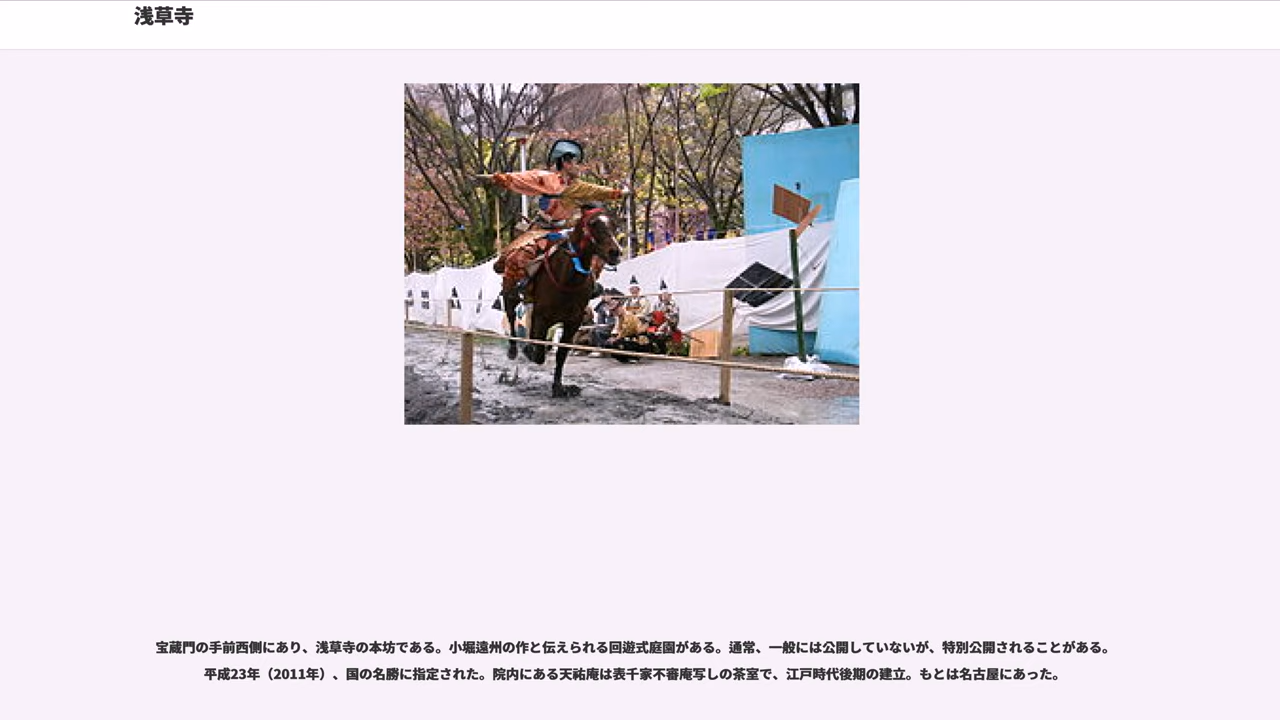 浅草寺
宝蔵門の手前西側にあり、浅草寺の本坊である。小堀遠州の作と伝えられる回遊式庭園がある。通常、一般には公開していないが、特別公開されることがある。
平成23年（2011年）、国の名勝に指定された。院内にある天祐庵は表千家不審庵写しの茶室で、江戸時代後期の建立。もとは名古屋にあった。